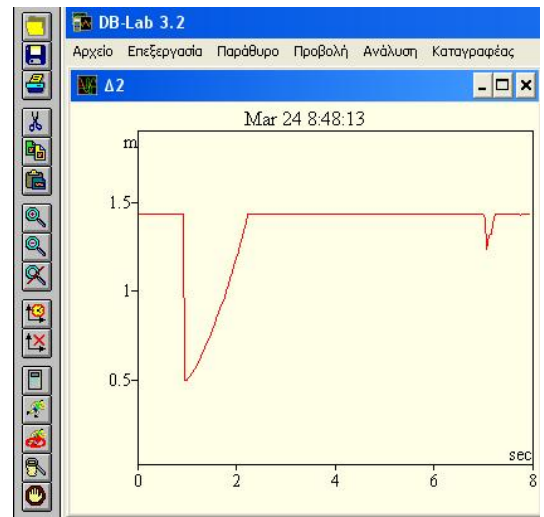 DB-Lab 3.2
Αρχείο Επεξεργασία Παράθυρο Προβολή Ανάλυση Καταγραφέας
Δ2
Mar 24 8:48:13
m
1.5
1
0.5
sec
0 2 4 6 8